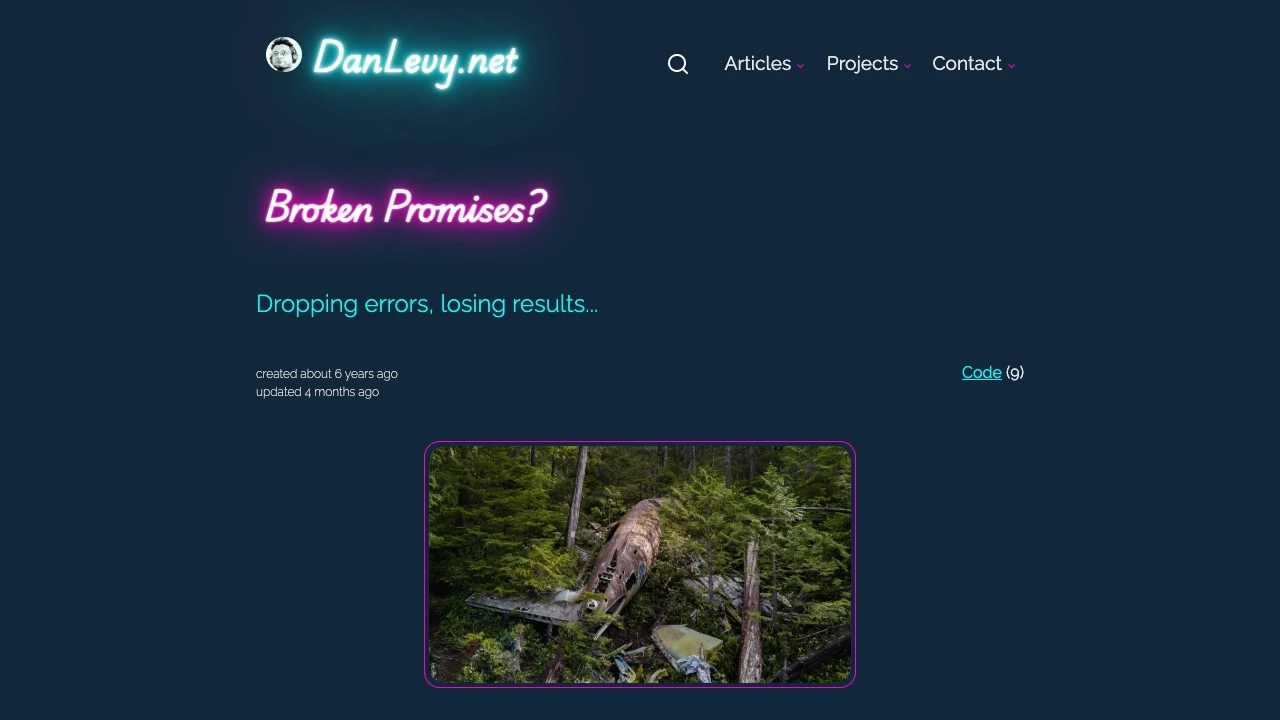 DanLevy.net
Articles Projects Contact
Broken Promises?
Dropping errors, losing results...
created about 6 years ago
updated 4 months ago
Code (9)